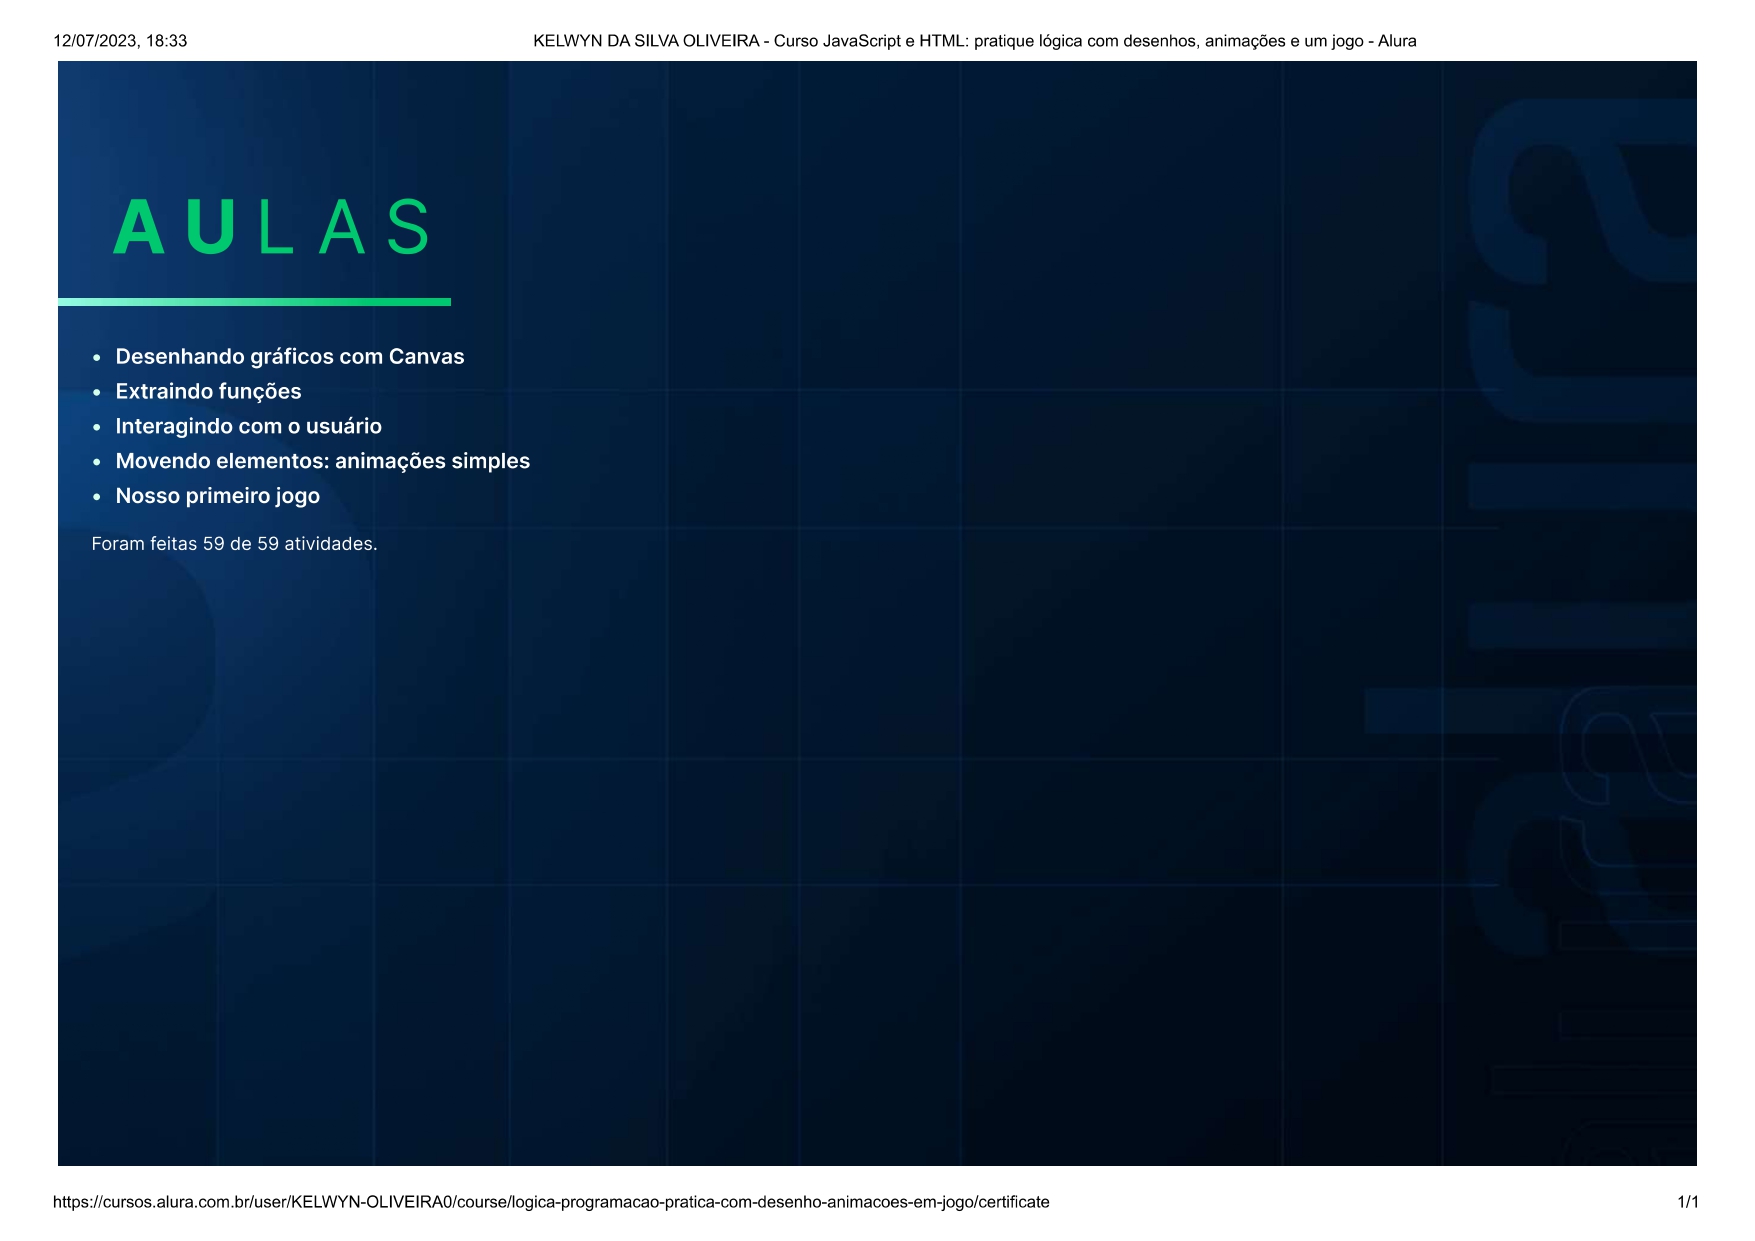 12/07/2023, 18:33
KELWYN DA SILVA OLIVEIRA - Curso JavaScript e HTML: pratique lógica com desenhos, animações e um jogo - Alura
AULAS
• Desenhando gráficos com Canvas
• Extraindo funções
• Interagindo com o usuário
• Movendo elementos: animações simples
• Nosso primeiro jogo
Foram feitas 59 de 59 atividades.
alura
alura
https://cursos.alura.com.br/user/KELWYN-OLIVEIRA0/course/logica-programacao-pratica-com-desenho-animacoes-em-jogo/certificate
1/1